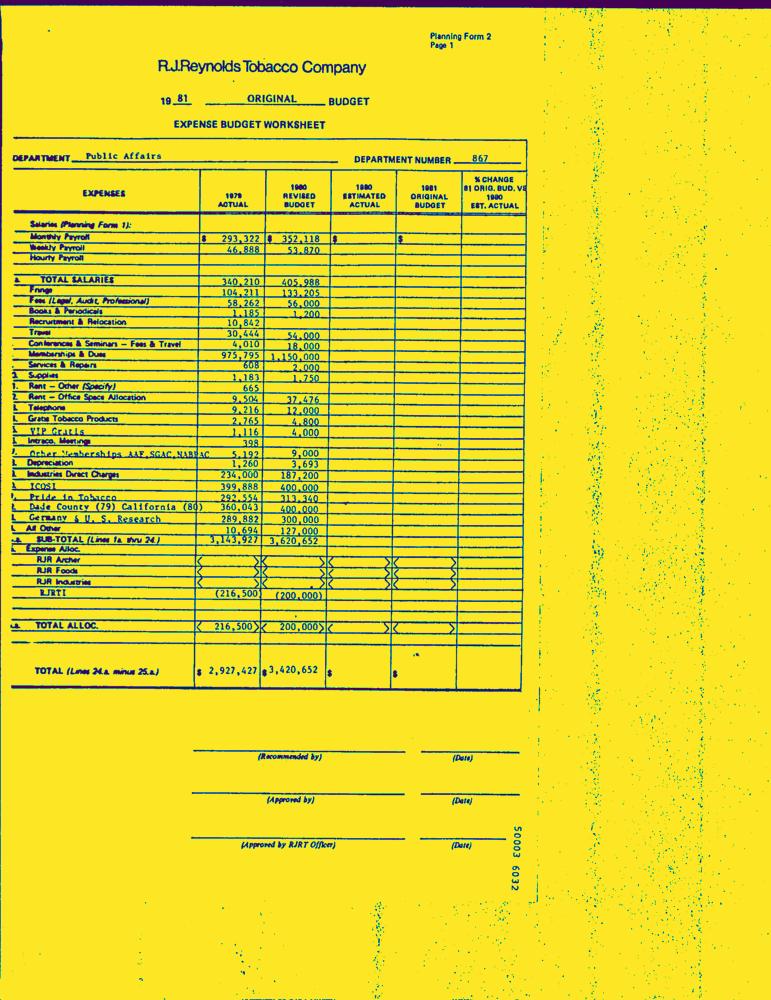 Planning Form 2
Page 1
R.J.Reynolds Tobacco Company
19 81 ORIGINAL BUDGET
EXPENSE BUDGET WORKSHEET
DEPARTMENT Public Affairs DEPARTMENT NUMBER 867
EXPENSES 1979 ACTUAL 1980 REVISED BUDGET 1980 ESTIMATED ACTUAL 1981 ORIGINAL BUDGET % CHANGE 81 ORIG. BUD. VS 1980 EST. ACTUAL
Salaries (Planning Form 1):
Monthly Payroll $ 293,322 $ 352,118 $ $
Weekly Payroll 46,888 53,870
Hourly Payroll
TOTAL SALARIES 340,210 405,988
Fringe 104,211 133,205
Fees (Legal, Audit, Professional) 58,262 56,000
Books & Periodicals 1,185 1,200
Recruitment & Relocation 10,842
Travel 30,444 54,000
Conferences & Seminars — Fees & Travel 4,010 18,000
Memberships & Dues 975,795 1,150,000
Services & Repairs 608 2,000
Supplies 1,183 1,750
1. Rent — Other (Specify) 665
2. Rent — Office Space Allocation 9,504 37,476
Telephone 9,216 12,000
Gratis Tobacco Products 2,765 4,800
VIP Gratis 1,116 4,000
Intraco. Meetings 398
Other Memberships AAF,SGAC,NABPAC 5,192 9,000
Depreciation 1,260 3,693
Industries Direct Charges 234,000 187,200
ICOSI 399,888 400,000
Pride in Tobacco 292,554 313,340
Dade County (79) California (80) 360,043 400,000
Germany & U. S. Research 289,882 300,000
All Other 10,694 127,000
SUB-TOTAL (Lines 1a. thru 24.) 3,143,927 3,620,652
Expense Alloc.
RJR Archer
RJR Foods
RJR Industries
RJRTI (216,500) (200,000)
TOTAL ALLOC. < 216,500 > < 200,000 > < > < >
TOTAL (Lines 24.a. minus 25.a.) $ 2,927,427 $ 3,420,652 $ $
(Recommended by) (Date)
(Approved by) (Date)
(Approved by RJRT Officer) (Date)
50003 6032